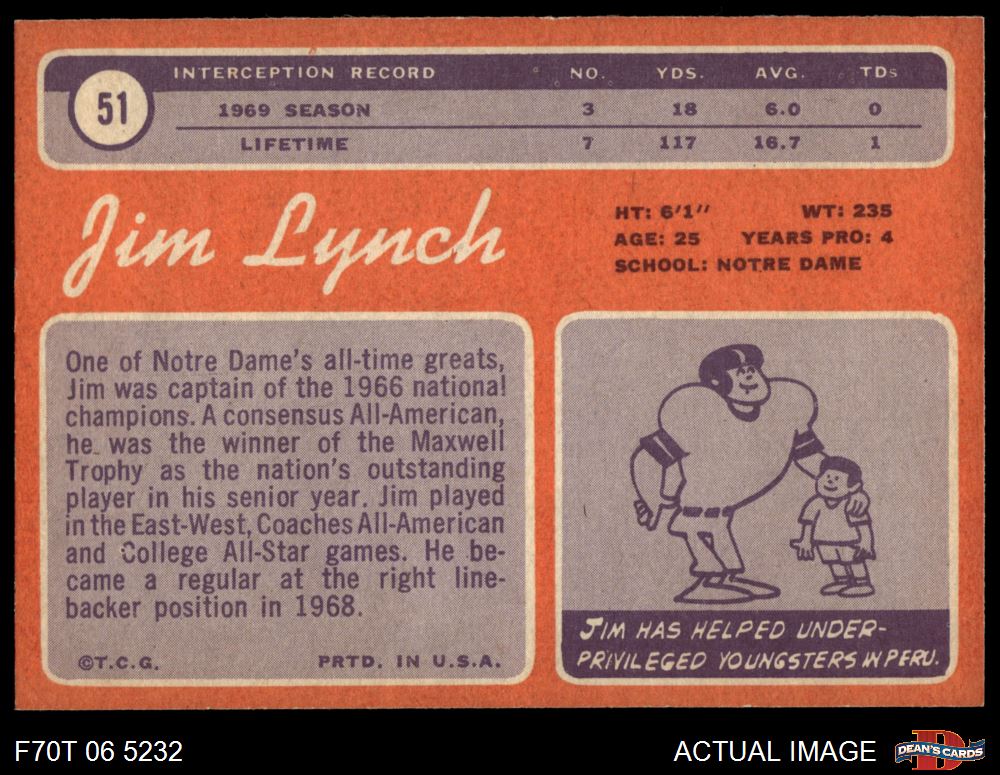 51
INTERCEPTION RECORD NO. YDS. AVG. TDs
1969 SEASON 3 18 6.0 0
LIFETIME 7 117 16.7 1
Jim Lynch
HT: 6'1" WT: 235
AGE: 25 YEARS PRO: 4
SCHOOL: NOTRE DAME
One of Notre Dame's all-time greats,
Jim was captain of the 1966 national
champions. A consensus All-American,
he was the winner of the Maxwell
Trophy as the nation's outstanding
player in his senior year. Jim played
in the East-West, Coaches All-American
and College All-Star games. He be-
came a regular at the right line-
backer position in 1968.
©T.C.G. PRTD. IN U.S.A.
JIM HAS HELPED UNDER-
PRIVILEGED YOUNGSTERS IN PERU.
F70T 06 5232 ACTUAL IMAGE DEAN'S CARDS